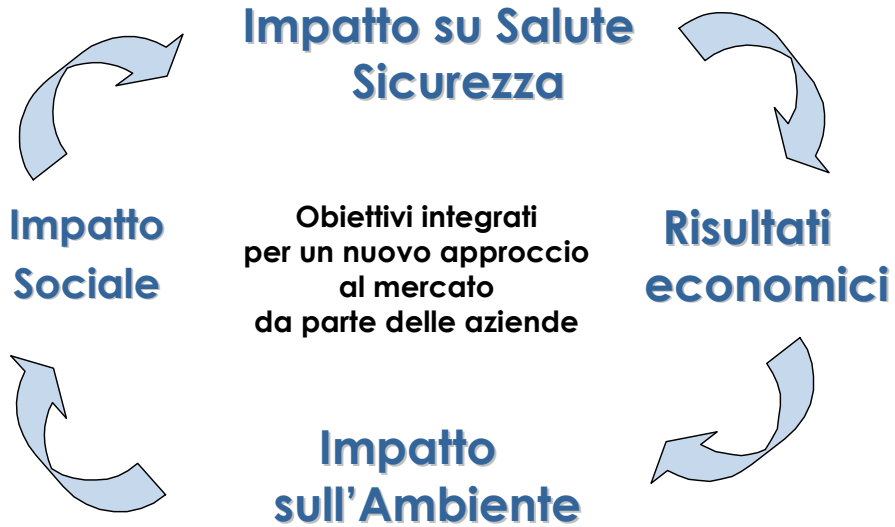 Impatto su Salute
Sicurezza
Impatto
Sociale
Obiettivi integrati
per un nuovo approccio
al mercato
da parte delle aziende
Risultati
economici
Impatto
sull’Ambiente